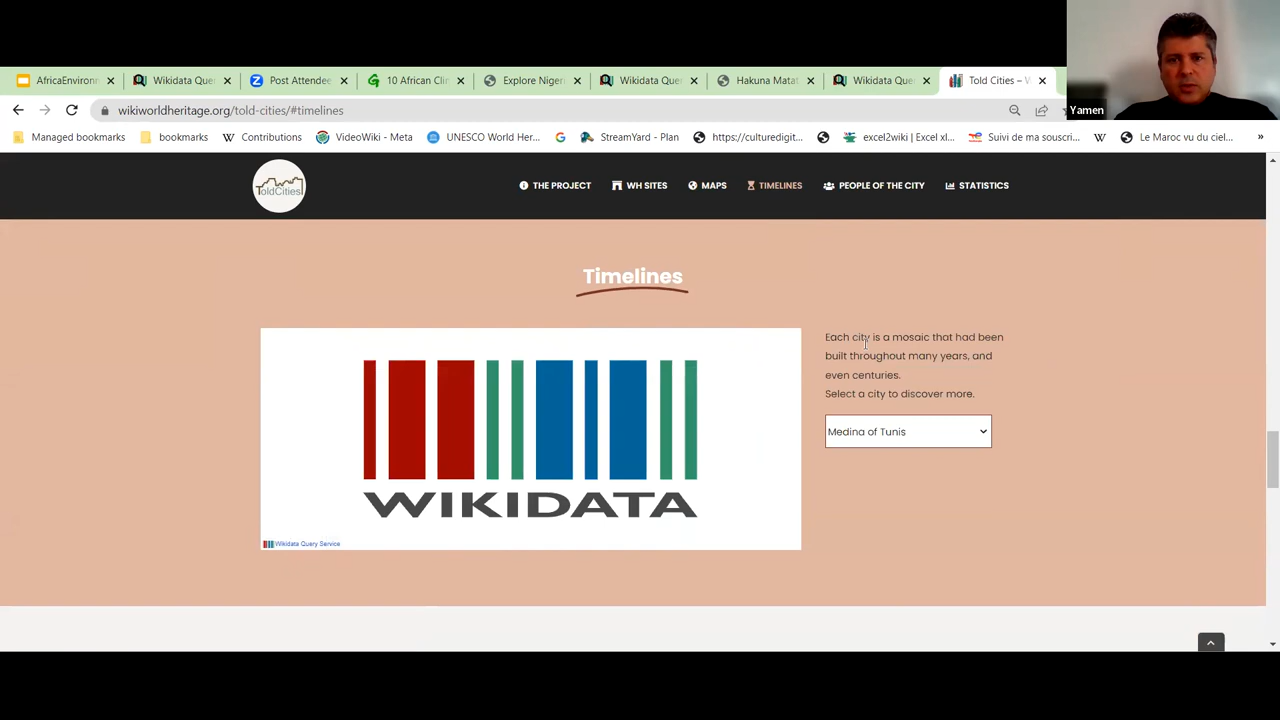 Yamen
AfricaEnvironm
Wikidata Que
Post Attendee
10 African Clin
Explore Nigeri
Wikidata Que
Hakuna Matat
Wikidata Que
Told Cities – W
wikiworldheritage.org/told-cities/#timelines
Managed bookmarks
bookmarks
Contributions
VideoWiki - Meta
UNESCO World Her...
StreamYard - Plan
https://culturedigit...
excel2wiki | Excel xl...
Suivi de ma souscri...
Le Maroc vu du ciel...
»
ToldCities
THE PROJECT
WH SITES
MAPS
TIMELINES
PEOPLE OF THE CITY
STATISTICS
Timelines
WIKIDATA
Wikidata Query Service
Each city is a mosaic that had been
built throughout many years, and
even centuries.
Select a city to discover more.
Medina of Tunis